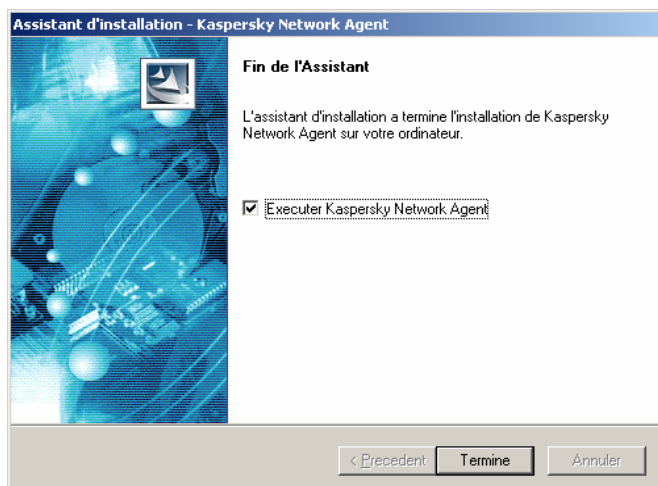 Assistant d'installation - Kaspersky Network Agent
Fin de l'Assistant
L'assistant d'installation a termine l'installation de Kaspersky
Network Agent sur votre ordinateur.
Executer Kaspersky Network Agent
< Precedent
Termine
Annuler